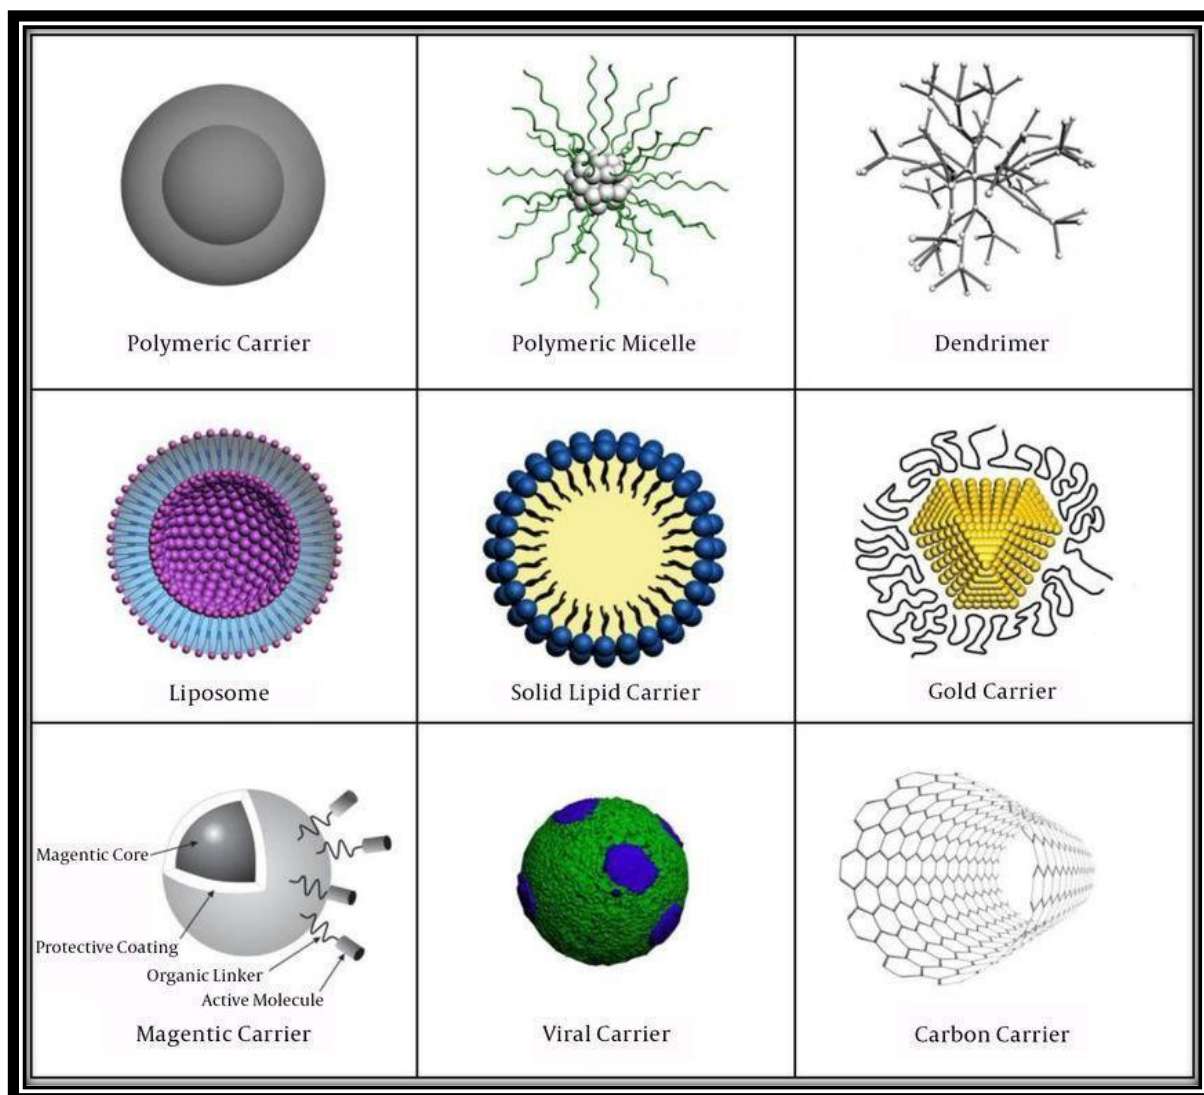 Polymeric Carrier
Polymeric Micelle
Dendrimer
Liposome
Solid Lipid Carrier
Gold Carrier
Magentic Core
Protective Coating
Organic Linker
Active Molecule
Magentic Carrier
Viral Carrier
Carbon Carrier